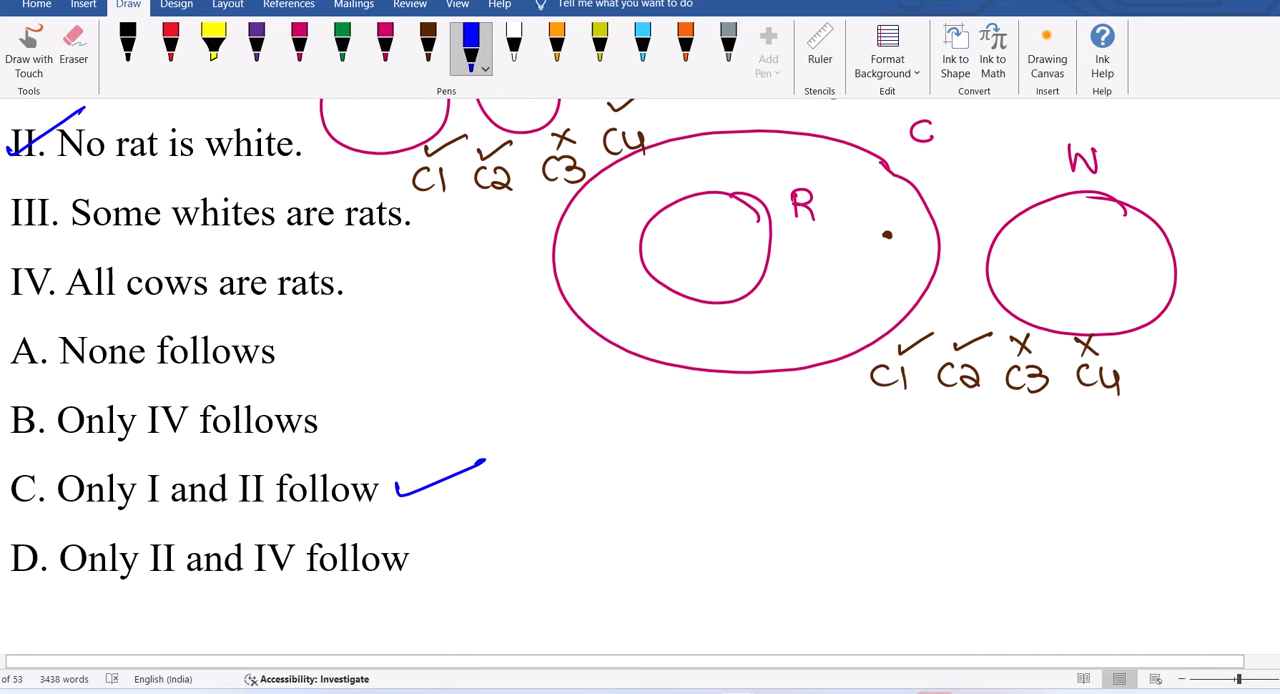 Home Insert Draw Design Layout References Mailings Review View Help Tell me what you want to do
Draw with Touch
Eraser
Add Pen
Ruler
Format Background
Ink to Shape
Ink to Math
Drawing Canvas
Ink Help
Tools Pens Stencils Edit Convert Insert Help
II. No rat is white.
C1 C2 C3 C4
C
W
R
III. Some whites are rats.
IV. All cows are rats.
A. None follows
C1 C2 C3 C4
B. Only IV follows
C. Only I and II follow
D. Only II and IV follow
of 53 3438 words English (India) Accessibility: Investigate